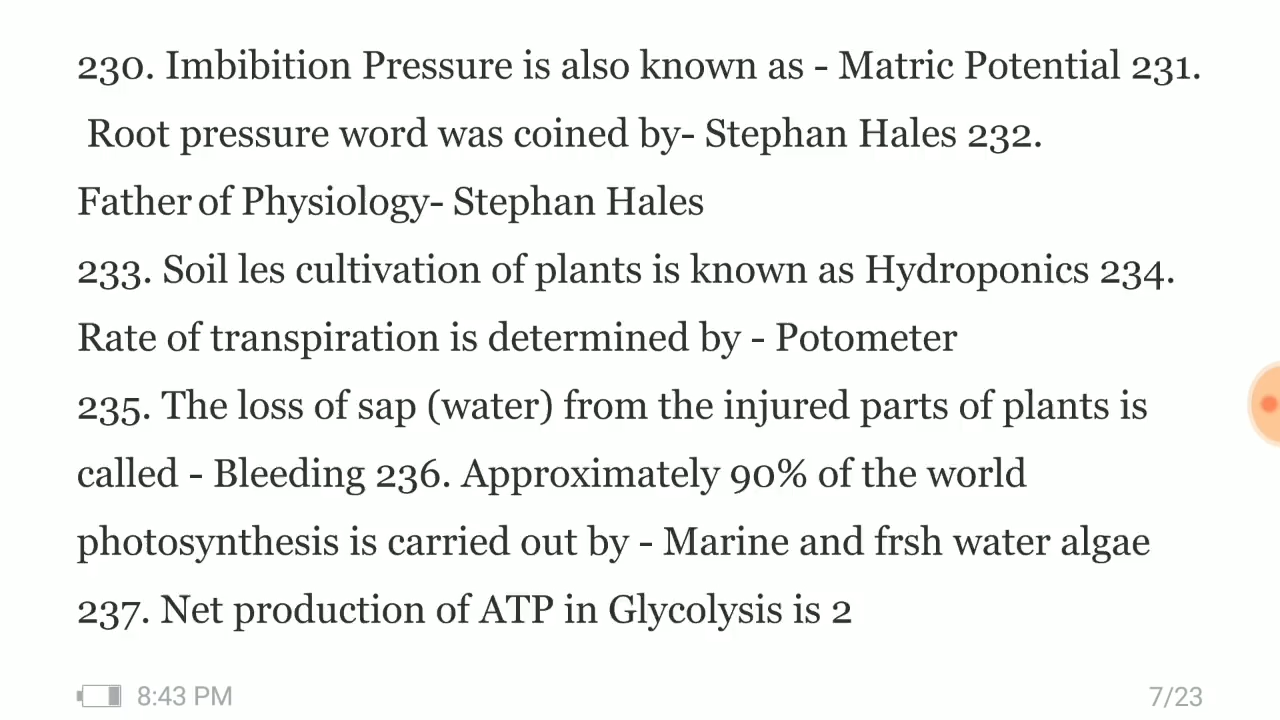 230. Imbibition Pressure is also known as - Matric Potential 231.
Root pressure word was coined by- Stephan Hales 232.
Father of Physiology- Stephan Hales
233. Soil les cultivation of plants is known as Hydroponics 234.
Rate of transpiration is determined by - Potometer
235. The loss of sap (water) from the injured parts of plants is
called - Bleeding 236. Approximately 90% of the world
photosynthesis is carried out by - Marine and frsh water algae
237. Net production of ATP in Glycolysis is 2
8:43 PM
7/23